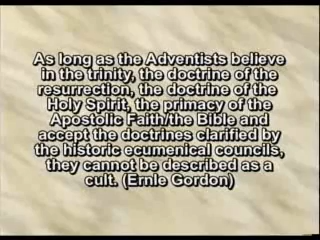 As long as the Adventists believe
in the trinity, the doctrine of the
resurrection, the doctrine of the
Holy Spirit, the primacy of the
Apostolic Faith/the Bible and
accept the doctrines clarified by
the historic ecumenical councils,
they cannot be described as a
cult. (Ernle Gordon)